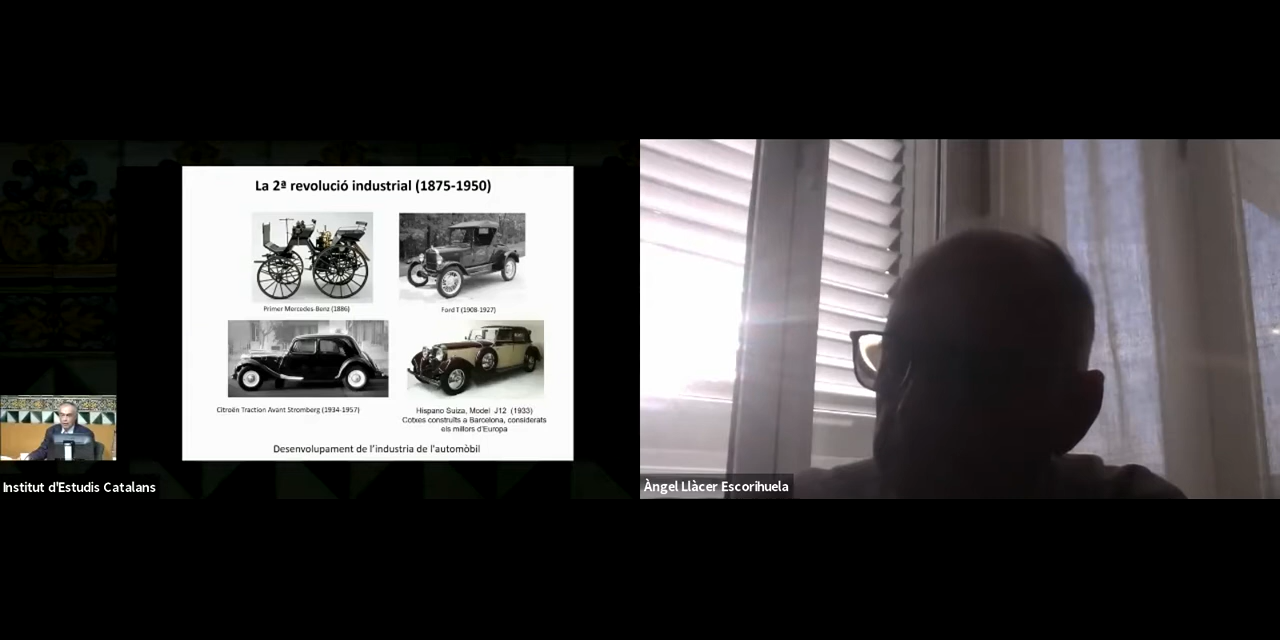 La 2ª revolució industrial (1875-1950)
Primer Mercedes-Benz (1886)
Ford T (1908-1927)
Citroën Traction Avant Stromberg (1934-1957)
Hispano Suiza, Model J12 (1933)
Cotxes construïts a Barcelona, considerats
els millors d'Europa
Desenvolupament de l'industria de l'automòbil
Institut d'Estudis Catalans
Àngel Llàcer Escorihuela